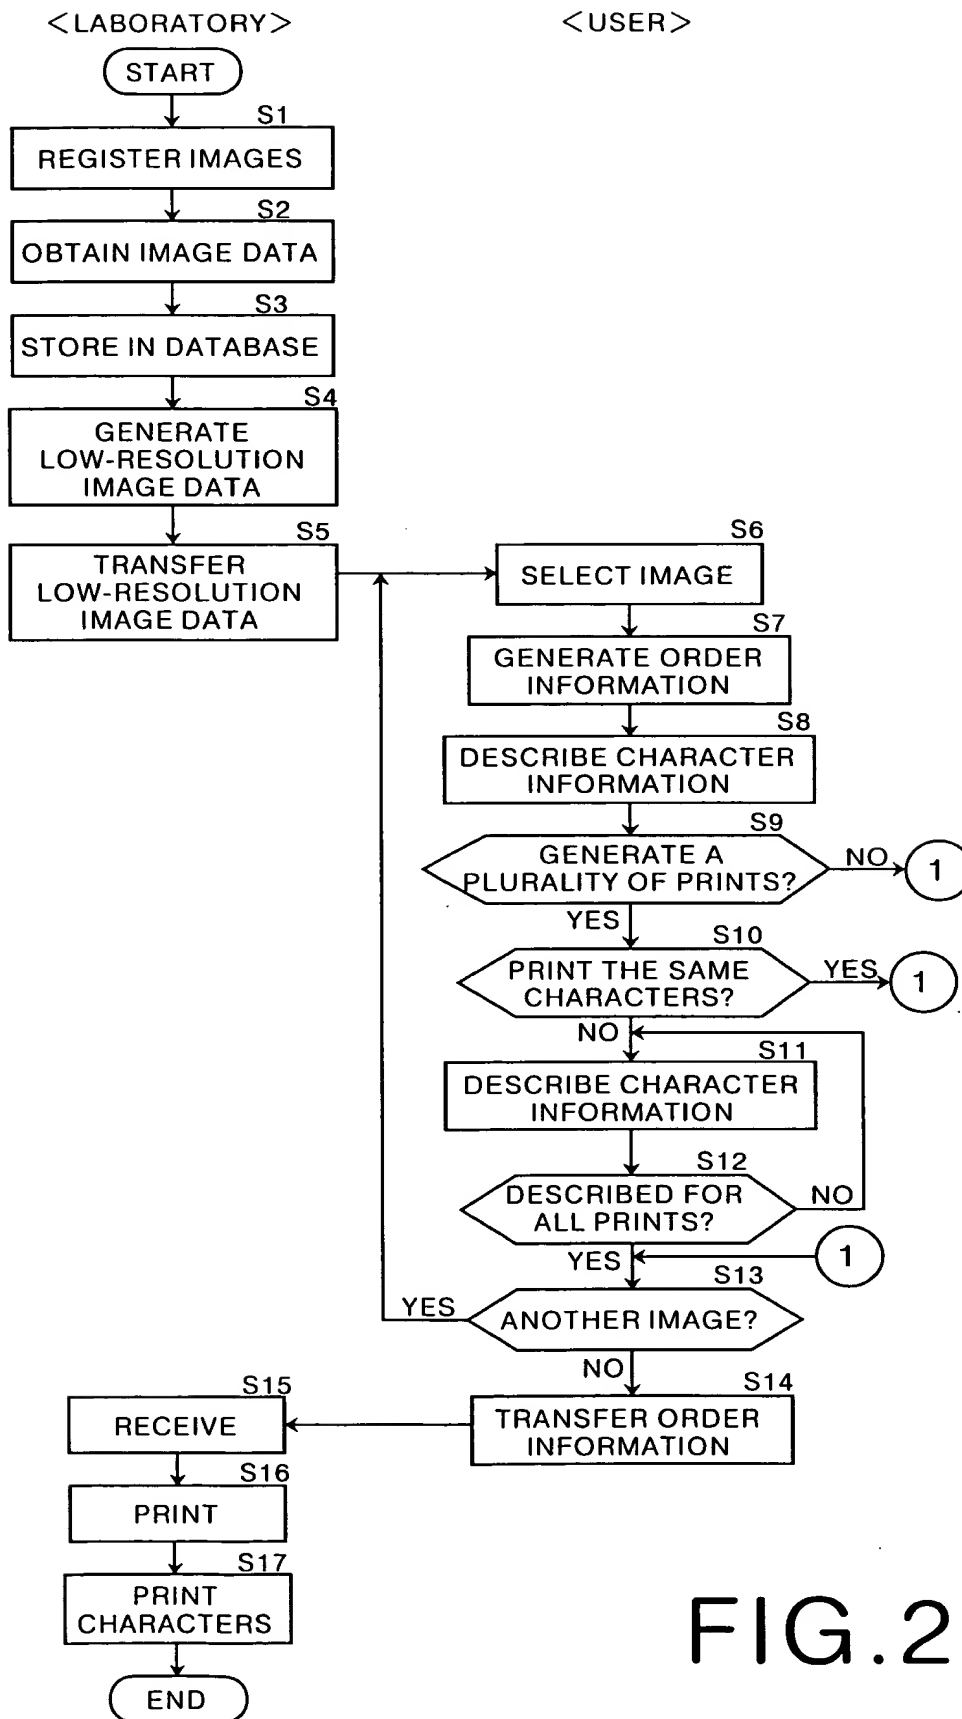 <LABORATORY>
<USER>
START
S1
REGISTER IMAGES
S2
OBTAIN IMAGE DATA
S3
STORE IN DATABASE
S4
GENERATE
LOW-RESOLUTION
IMAGE DATA
S5
TRANSFER
LOW-RESOLUTION
IMAGE DATA
S6
SELECT IMAGE
S7
GENERATE ORDER
INFORMATION
S8
DESCRIBE CHARACTER
INFORMATION
S9
GENERATE A
PLURALITY OF PRINTS?
NO
1
YES
S10
PRINT THE SAME
CHARACTERS?
YES
1
NO
S11
DESCRIBE CHARACTER
INFORMATION
S12
DESCRIBED FOR
ALL PRINTS?
NO
YES
1
S13
ANOTHER IMAGE?
YES
NO
S14
TRANSFER ORDER
INFORMATION
S15
RECEIVE
S16
PRINT
S17
PRINT
CHARACTERS
END
FIG.2